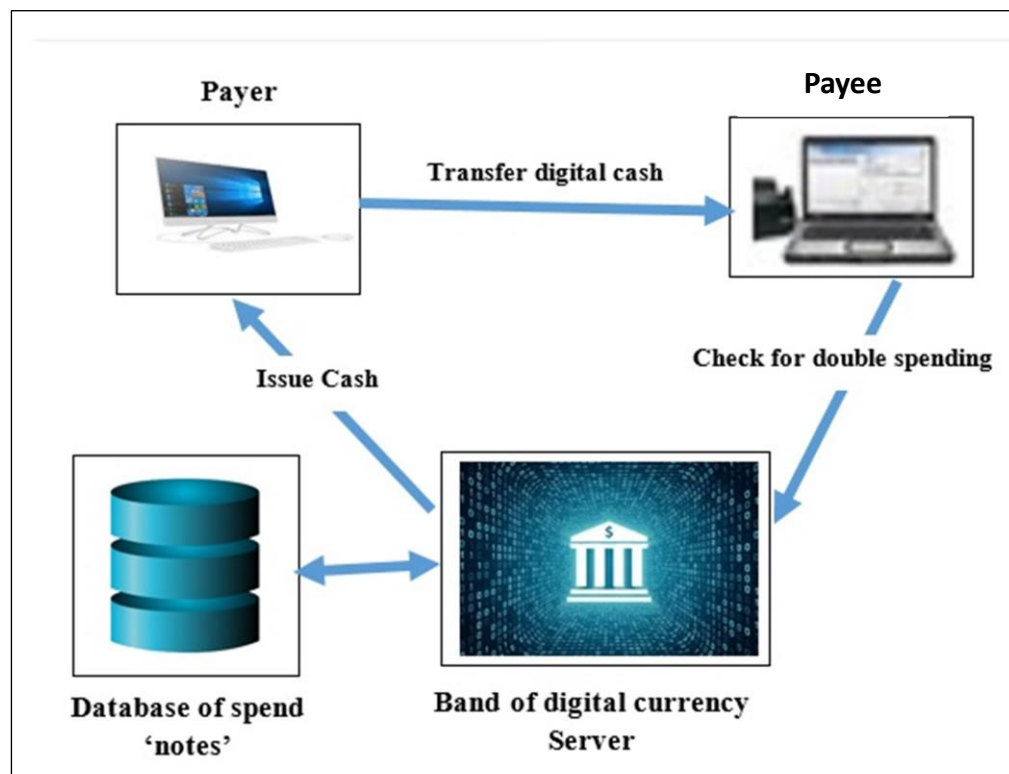 Payer
Payee
Transfer digital cash
Issue Cash
Check for double spending
$
Database of spend
‘notes’
Band of digital currency
Server